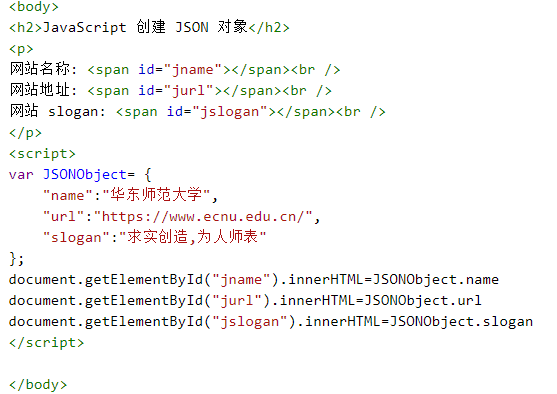 <body>
<h2>JavaScript 创建 JSON 对象</h2>
<p>
网站名称: <span id="jname"></span><br />
网站地址: <span id="jurl"></span><br />
网站 slogan: <span id="jslogan"></span><br />
</p>
<script>
var JSONObject= {
    "name":"华东师范大学",
    "url":"https://www.ecnu.edu.cn/",
    "slogan":"求实创造,为人师表"
};
document.getElementById("jname").innerHTML=JSONObject.name
document.getElementById("jurl").innerHTML=JSONObject.url
document.getElementById("jslogan").innerHTML=JSONObject.slogan
</script>

</body>